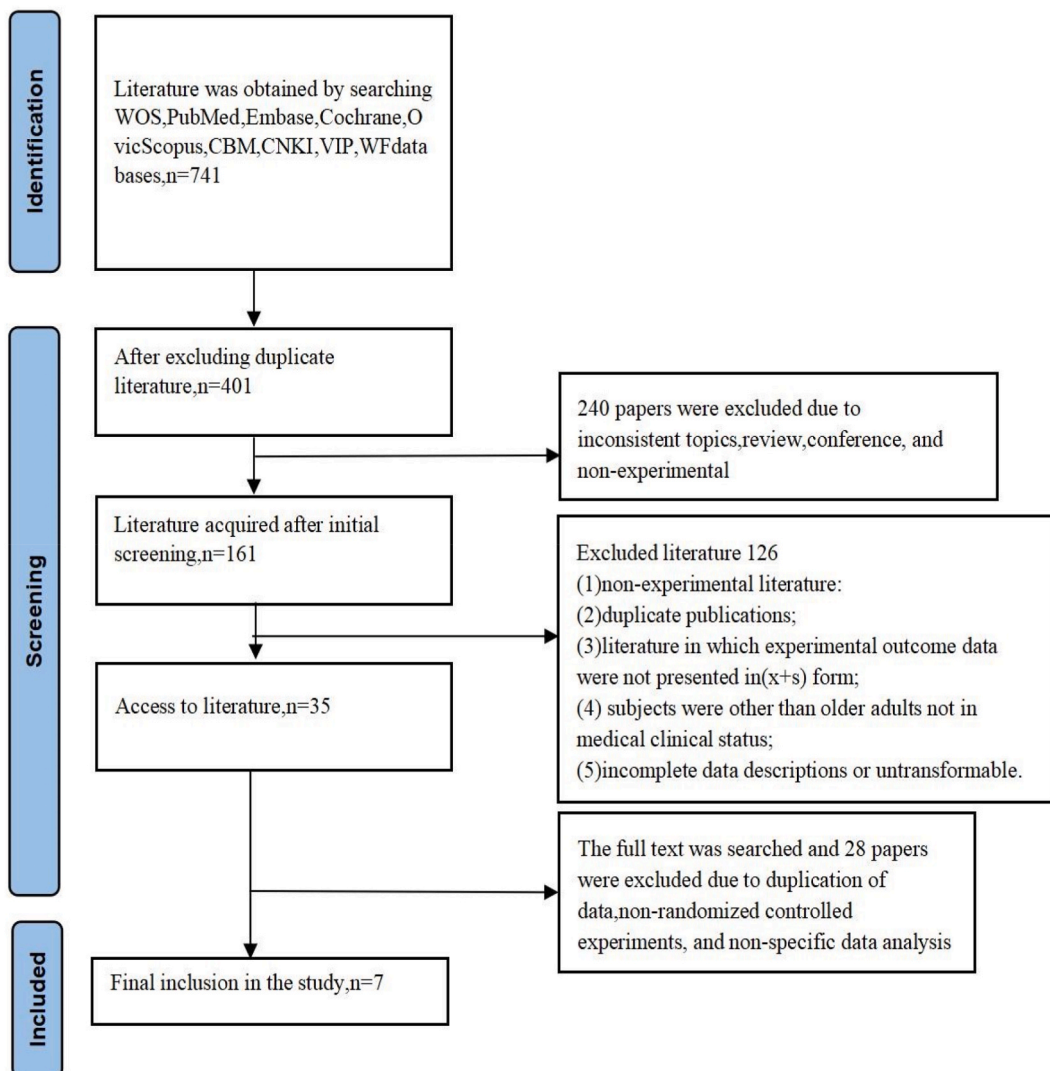 Identification
Literature was obtained by searching
WOS,PubMed,Embase,Cochrane,O
vicScopus,CBM,CNKI,VIP,WFdata
bases,n=741
Screening
After excluding duplicate
literature,n=401
240 papers were excluded due to
inconsistent topics,review,conference, and
non-experimental
Literature acquired after initial
screening,n=161
Excluded literature 126
(1)non-experimental literature:
(2)duplicate publications;
(3)literature in which experimental outcome data
were not presented in(x+s) form;
(4) subjects were other than older adults not in
medical clinical status;
(5)incomplete data descriptions or untransformable.
Access to literature,n=35
The full text was searched and 28 papers
were excluded due to duplication of
data,non-randomized controlled
experiments, and non-specific data analysis
Included
Final inclusion in the study,n=7